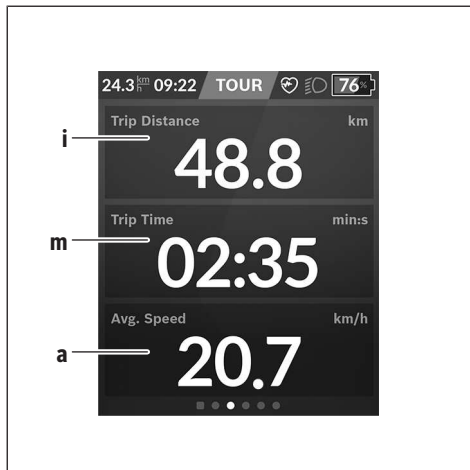 24.3 km/h 09:22 TOUR 76%
i Trip Distance km
48.8
m Trip Time min:s
02:35
a Avg. Speed km/h
20.7